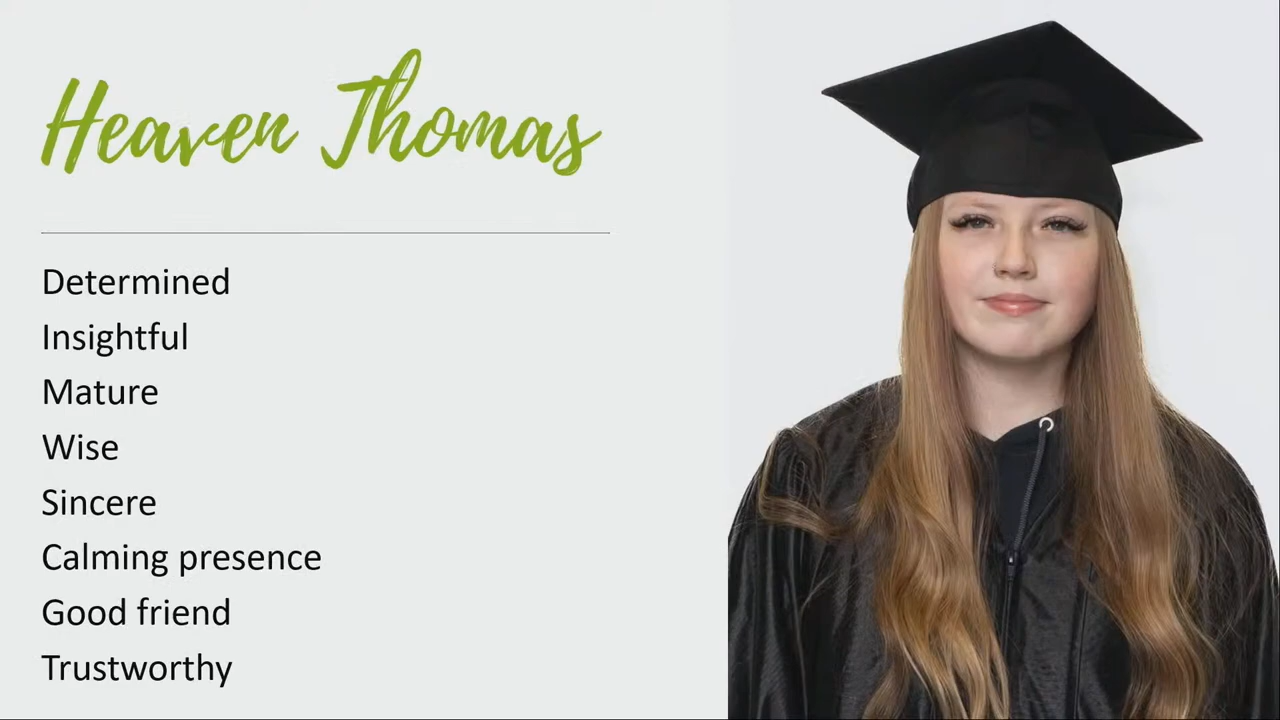 Heaven Thomas
Determined
Insightful
Mature
Wise
Sincere
Calming presence
Good friend
Trustworthy